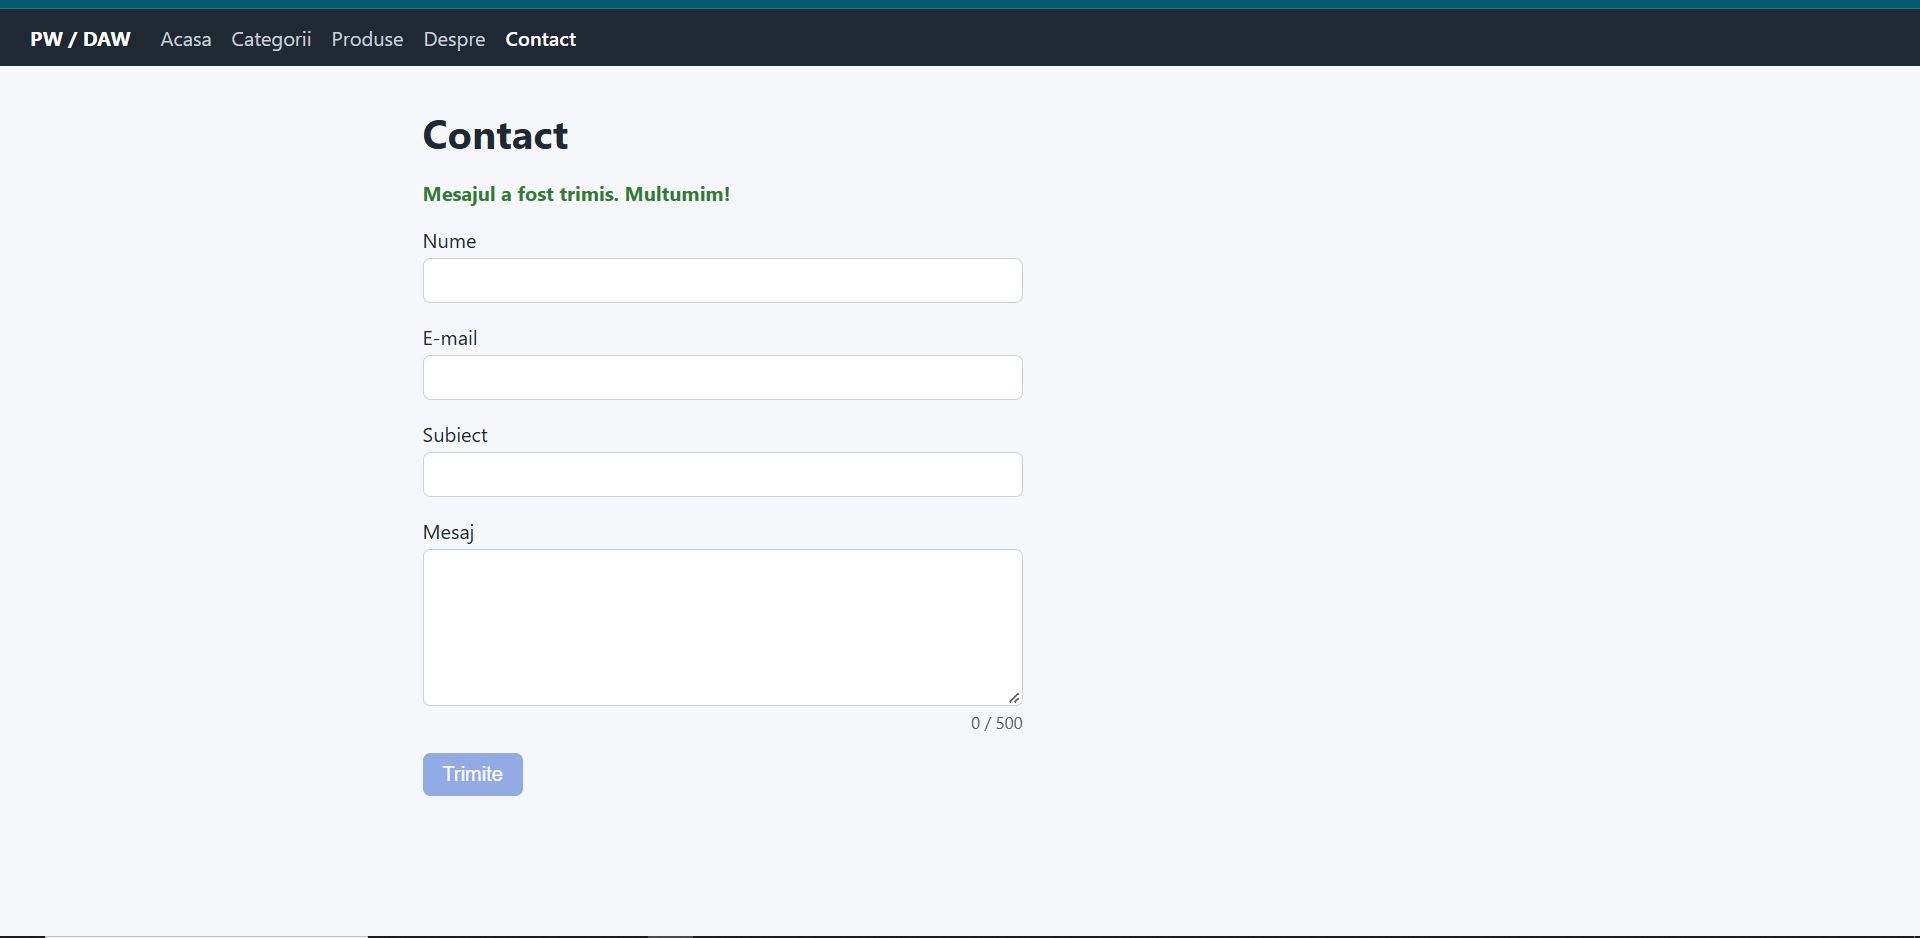 PW / DAW Acasa Categorii Produse Despre Contact
Contact
Mesajul a fost trimis. Multumim!
Nume
E-mail
Subiect
Mesaj
0 / 500
Trimite